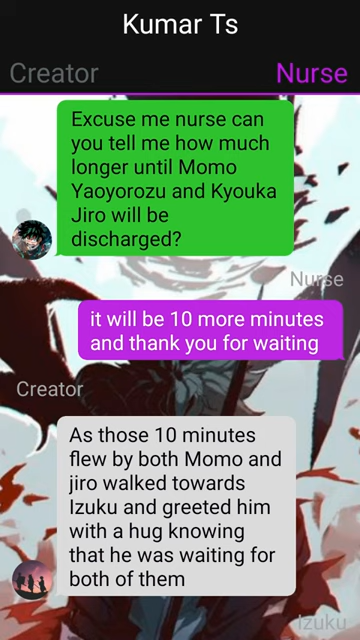 Kumar Ts
Creator
Nurse
Excuse me nurse can
you tell me how much
longer until Momo
Yaoyorozu and Kyouka
Jiro will be
discharged?
Nurse
it will be 10 more minutes
and thank you for waiting
Creator
As those 10 minutes
flew by both Momo and
jiro walked towards
Izuku and greeted him
with a hug knowing
that he was waiting for
both of them
Izuku